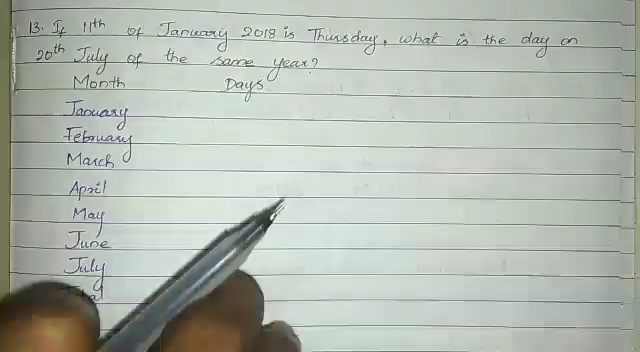 13. If 11th of January 2018 is Thursday, what is the day on
20th July of the same year?
Month Days
January
February
March
April
May
June
July